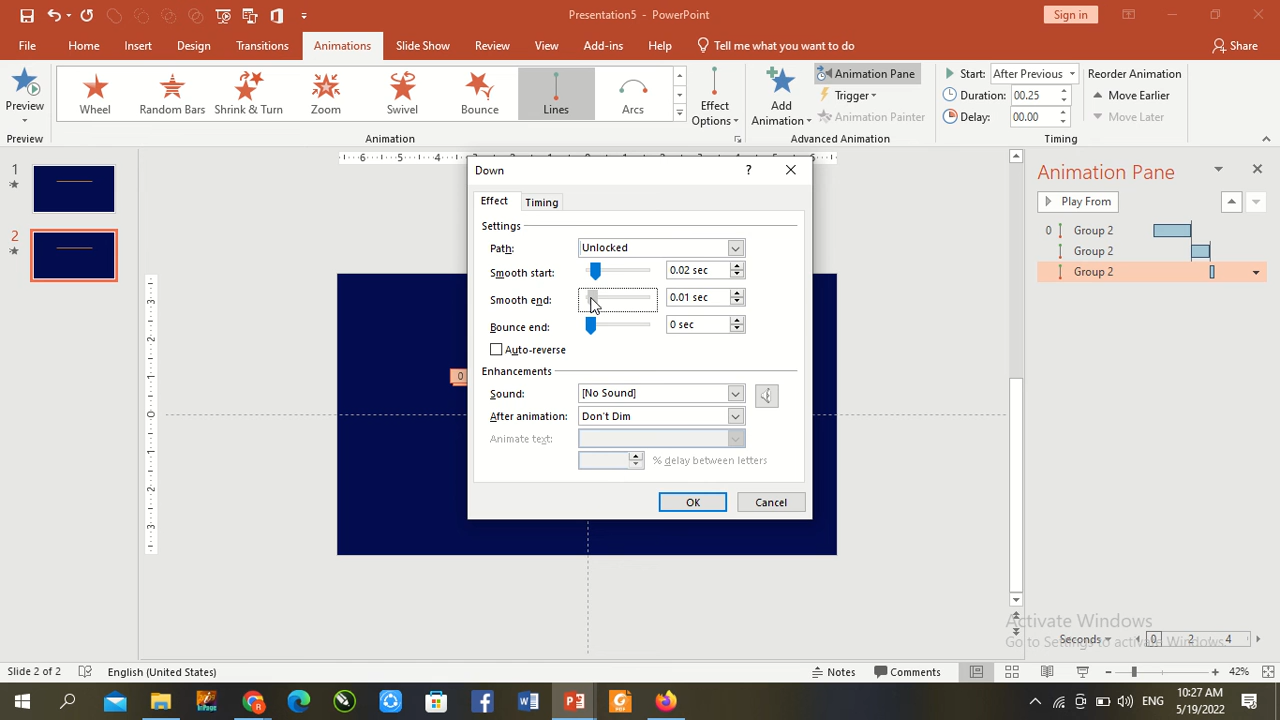 Presentation5 - PowerPoint
Sign in
File
Home
Insert
Design
Transitions
Animations
Slide Show
Review
View
Add-ins
Help
Tell me what you want to do
Share
Preview
Wheel
Random Bars
Shrink & Turn
Zoom
Swivel
Bounce
Lines
Arcs
Effect
Options
Add
Animation
Animation Pane
Trigger
Animation Painter
Start: After Previous
Duration: 00.25
Delay: 00.00
Reorder Animation
Move Earlier
Move Later
Preview
Animation
Advanced Animation
Timing
1
2
Down
?
Effect
Timing
Settings
Path: Unlocked
Smooth start: 0.02 sec
Smooth end: 0.01 sec
Bounce end: 0 sec
Auto-reverse
Enhancements
Sound: [No Sound]
After animation: Don't Dim
Animate text:
% delay between letters
OK
Cancel
0
Animation Pane
Play From
0 Group 2
Group 2
Group 2
Activate Windows
Go to Settings to activate Windows.
Seconds 0 2 4
Slide 2 of 2
English (United States)
Notes
Comments
42%
ENG
10:27 AM
5/19/2022